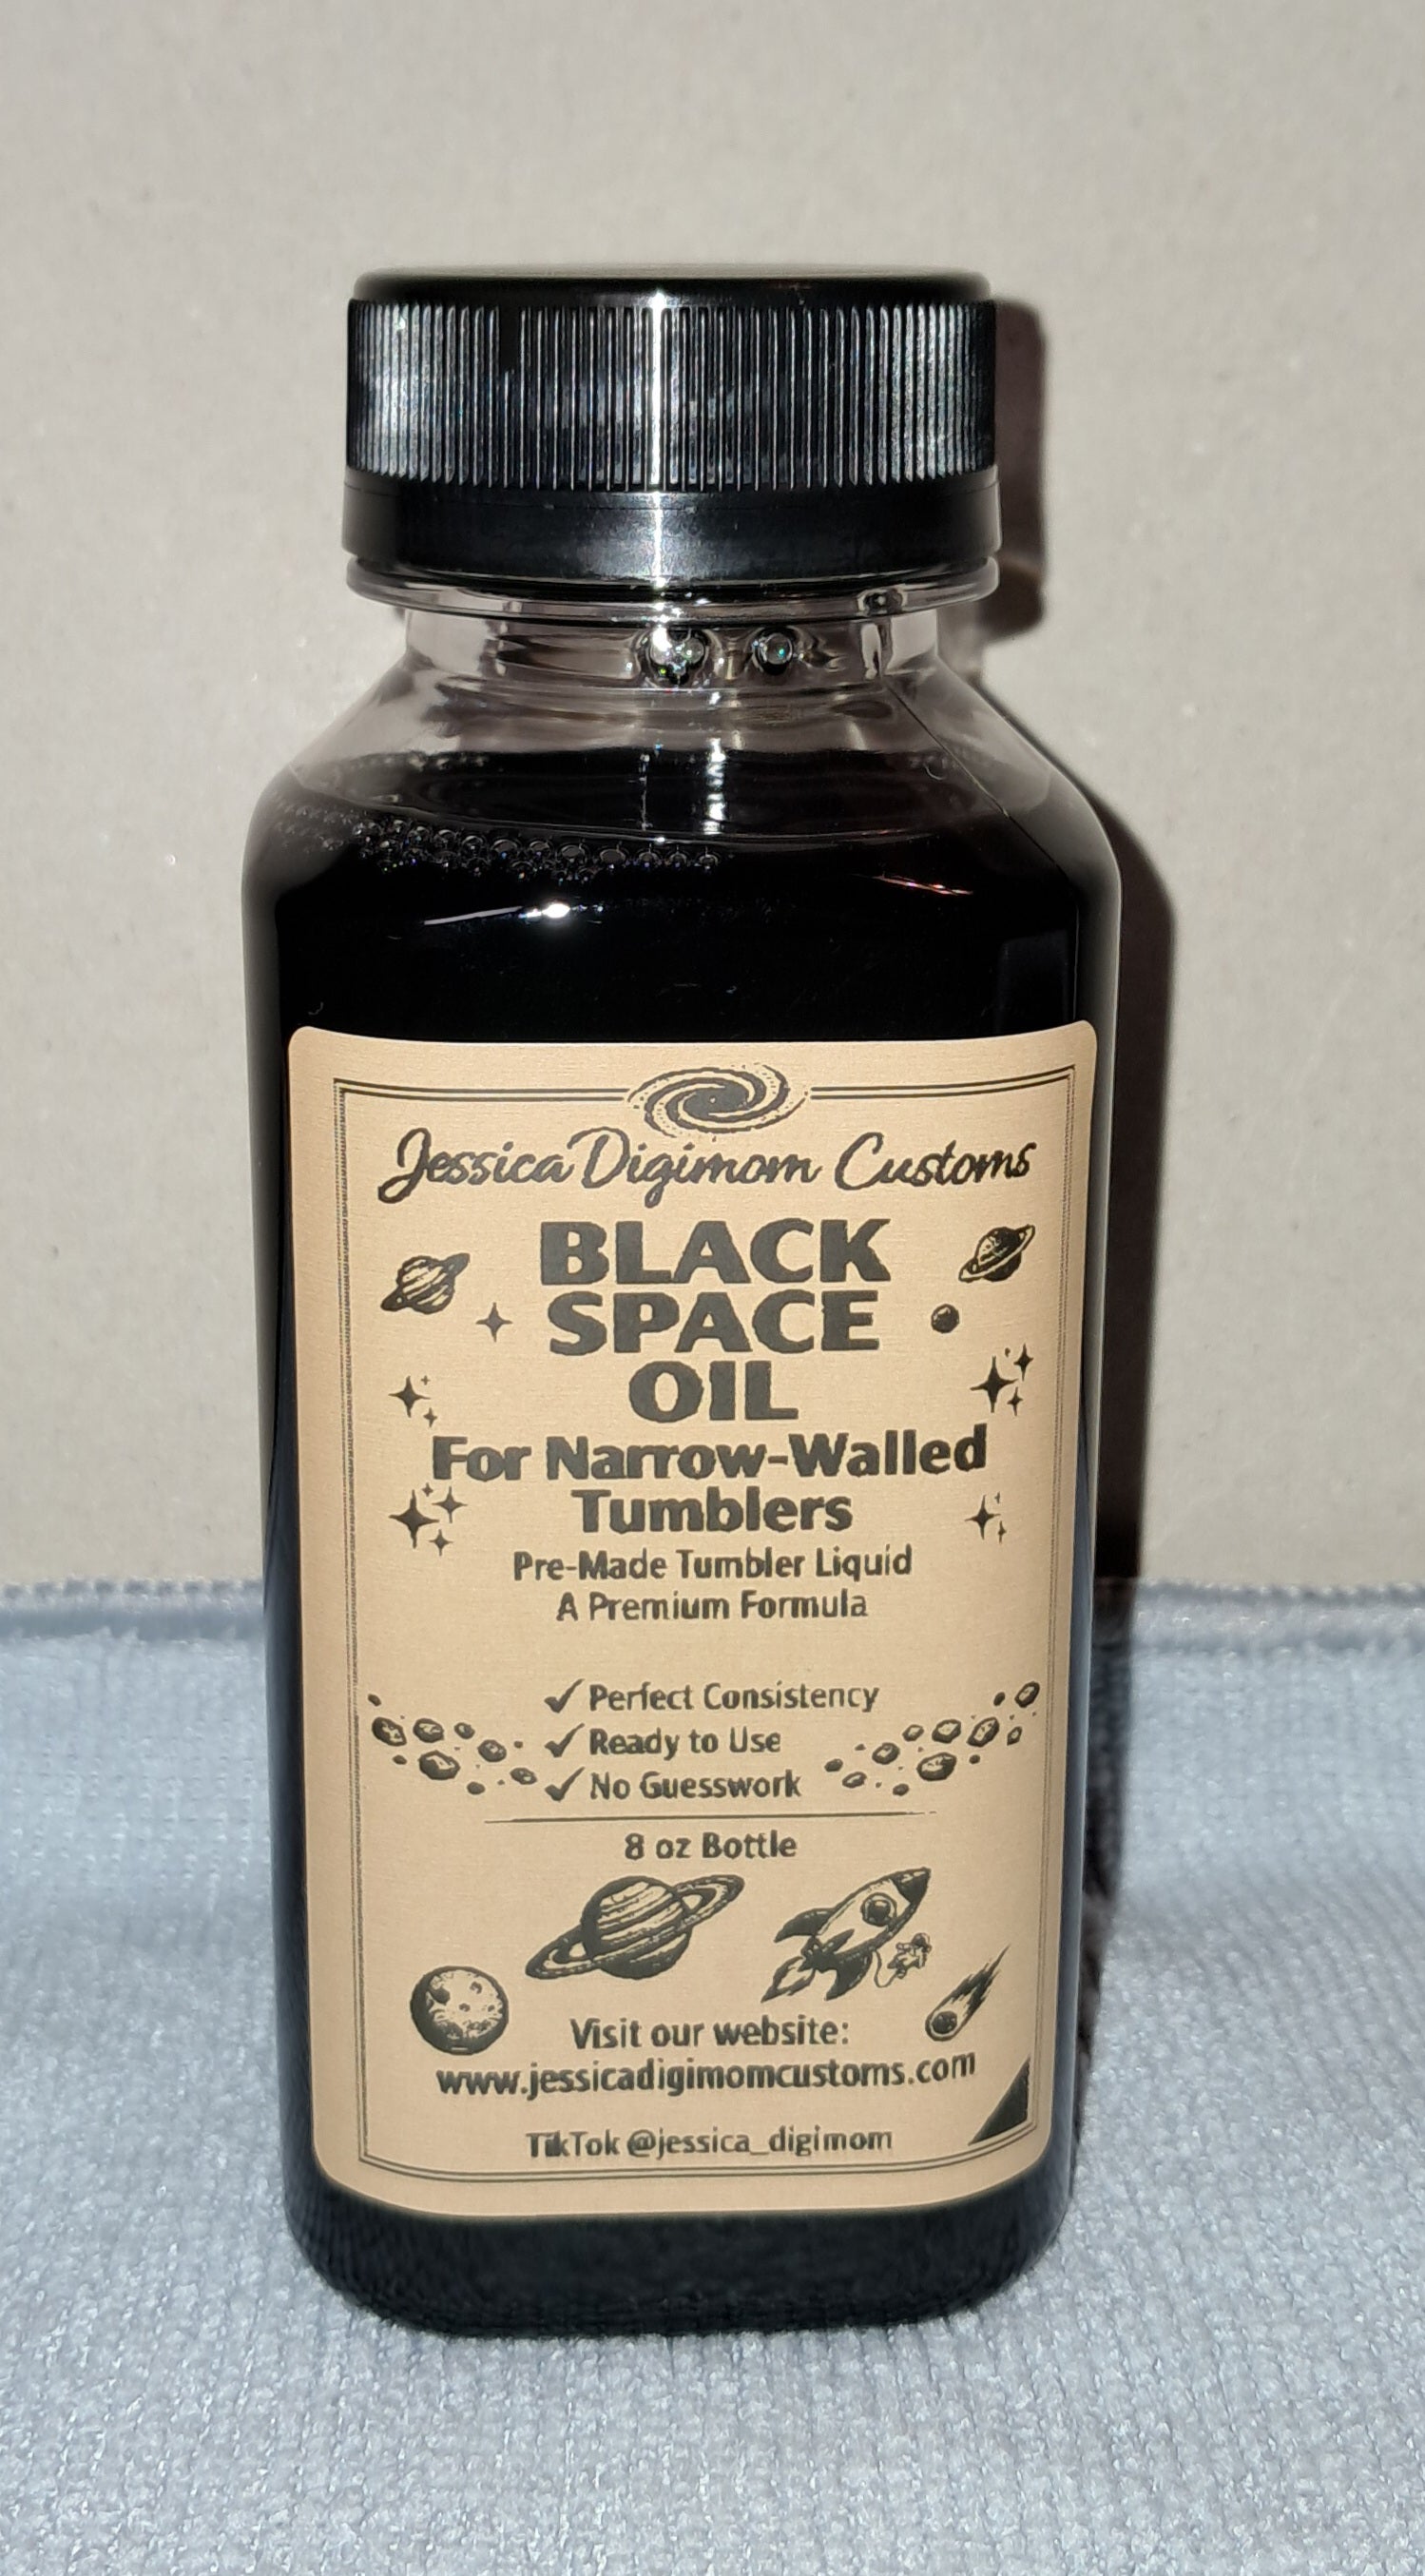 Jessica Digimom Customs
BLACK
SPACE
OIL
For Narrow-Walled
Tumblers
Pre-Made Tumbler Liquid
A Premium Formula
✓ Perfect Consistency
✓ Ready to Use
✓ No Guesswork
8 oz Bottle
Visit our website:
www.jessicadigimomcustoms.com
TikTok @jessica_digimom